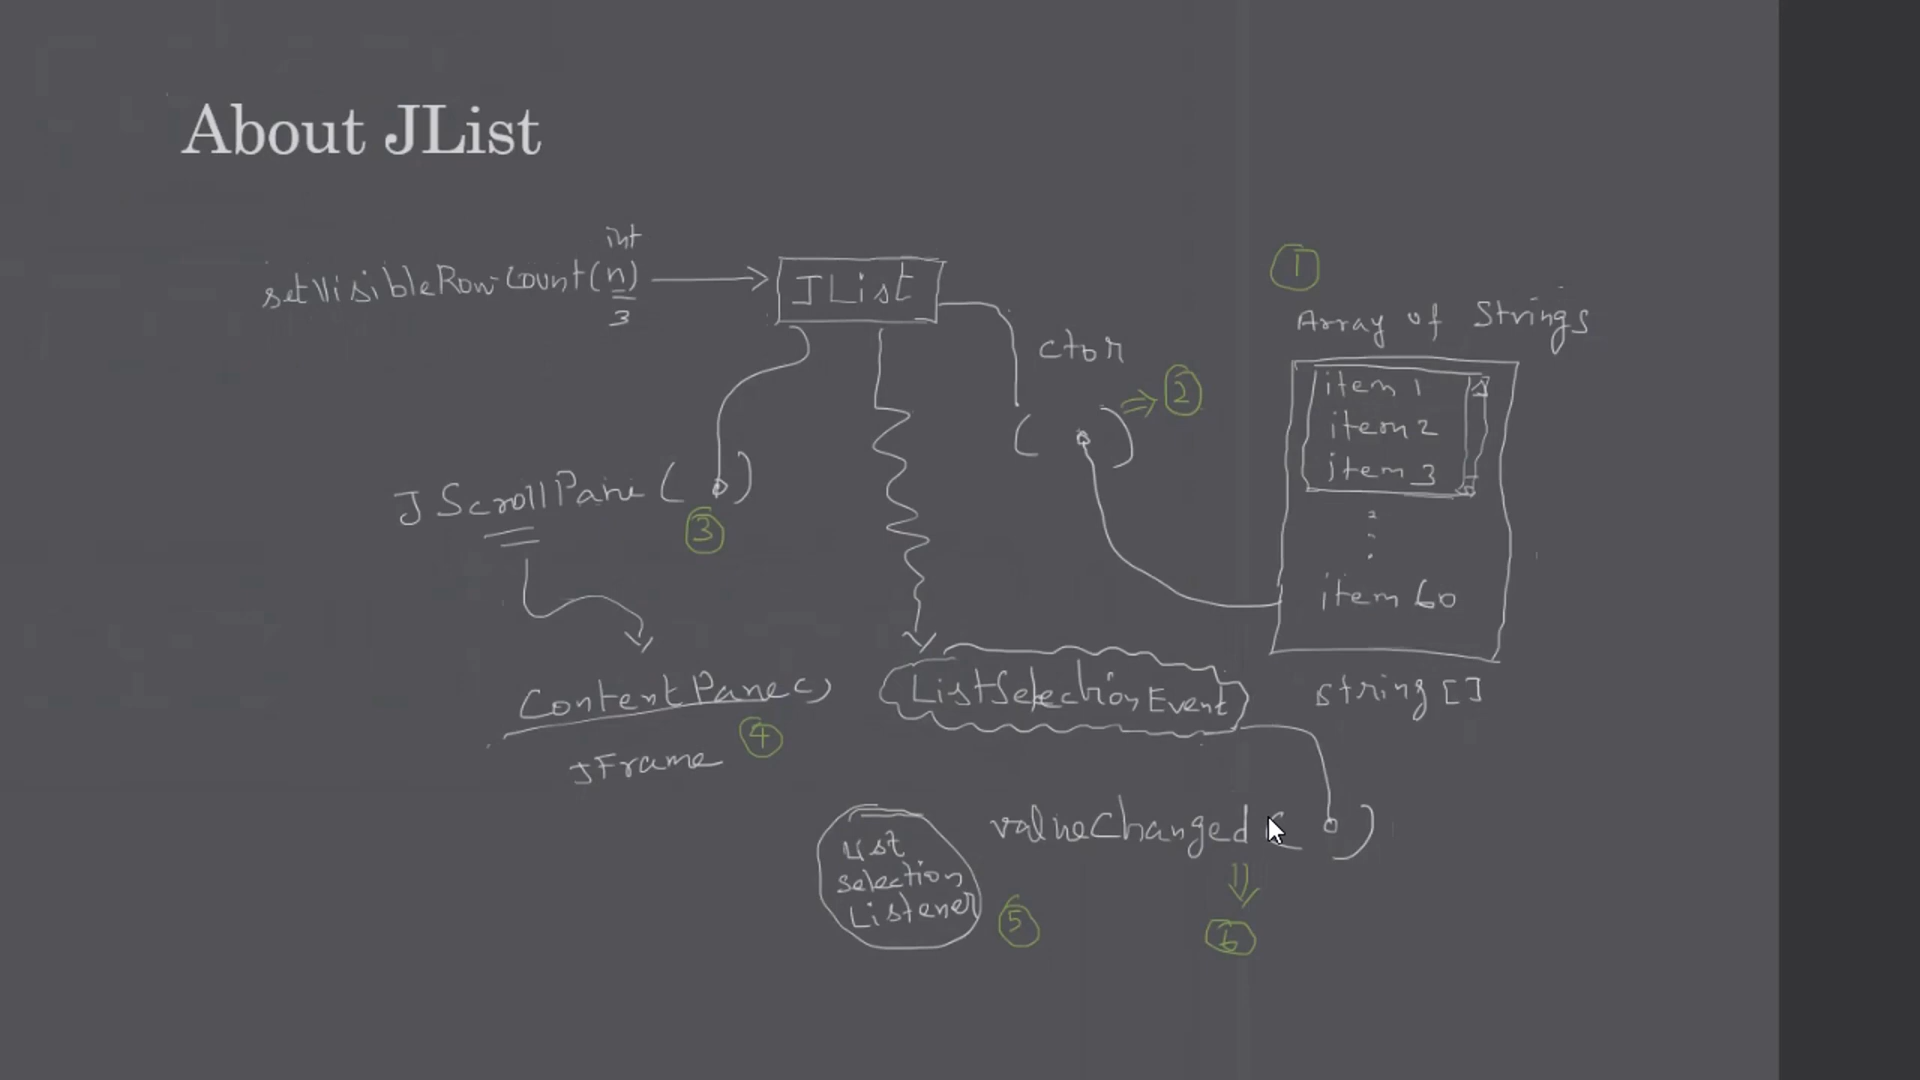 About JList
int
setVisibleRowCount(n)
3
JList
1
Array of Strings
ctor
( )
2
item 1
item 2
item 3
item 60
string []
JScrollPane ( )
3
ContentPane()
4
JFrame
ListSelectionEvent
valueChanged ( )
List
Selection
Listener
5
6